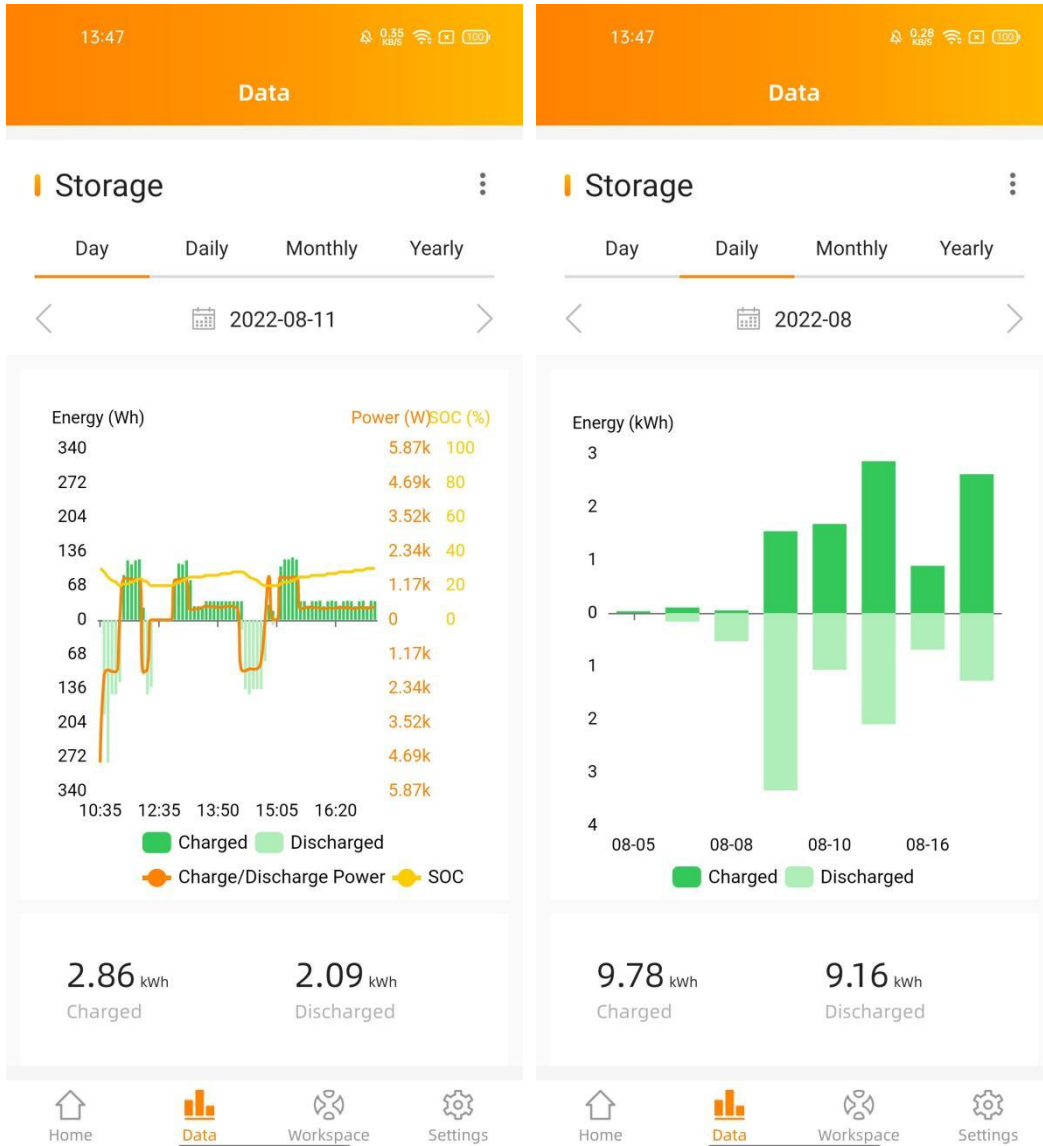 13:47
0.35 KB/S
100
Data
Storage
Day Daily Monthly Yearly
2022-08-11
Energy (Wh) Power (W) SOC (%)
340 5.87k 100
272 4.69k 80
204 3.52k 60
136 2.34k 40
68 1.17k 20
0 0 0
68 1.17k
136 2.34k
204 3.52k
272 4.69k
340 5.87k
10:35 12:35 13:50 15:05 16:20
Charged Discharged
Charge/Discharge Power SOC
2.86 kWh 2.09 kWh
Charged Discharged
Home Data Workspace Settings
13:47
0.28 KB/S
100
Data
Storage
Day Daily Monthly Yearly
2022-08
Energy (kWh)
3
2
1
0
1
2
3
4
08-05 08-08 08-10 08-16
Charged Discharged
9.78 kWh 9.16 kWh
Charged Discharged
Home Data Workspace Settings